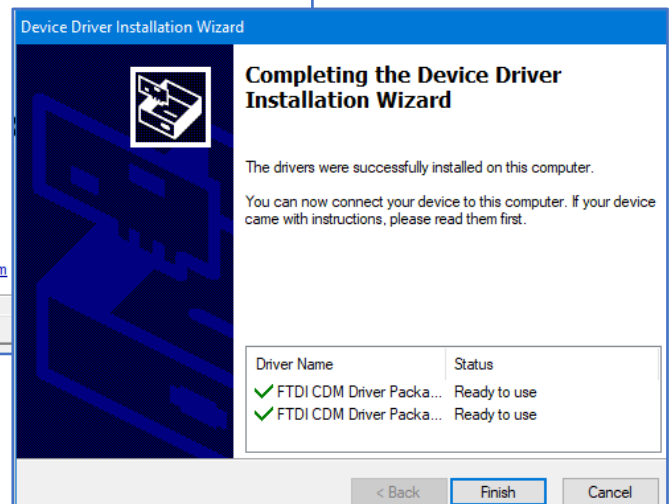 Device Driver Installation Wizard
Completing the Device Driver
Installation Wizard
The drivers were successfully installed on this computer.
You can now connect your device to this computer. If your device
came with instructions, please read them first.
m
Driver Name Status
FTDI CDM Driver Packa... Ready to use
FTDI CDM Driver Packa... Ready to use
< Back Finish Cancel